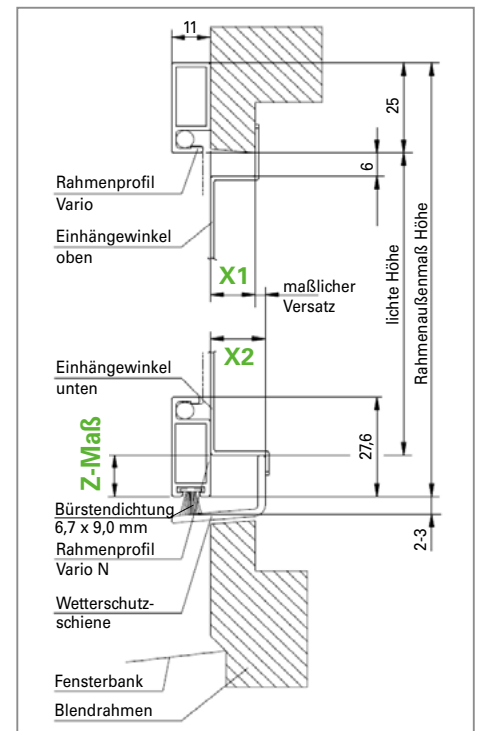 11
25
6
Rahmenprofil
Vario
Einhängewinkel
oben
X1
maßlicher
Versatz
lichte Höhe
Rahmenaußenmaß Höhe
X2
Einhängewinkel
unten
Z-Maß
27,6
Bürstendichtung
6,7 x 9,0 mm
2-3
Rahmenprofil
Vario N
Wetterschutz-
schiene
Fensterbank
Blendrahmen